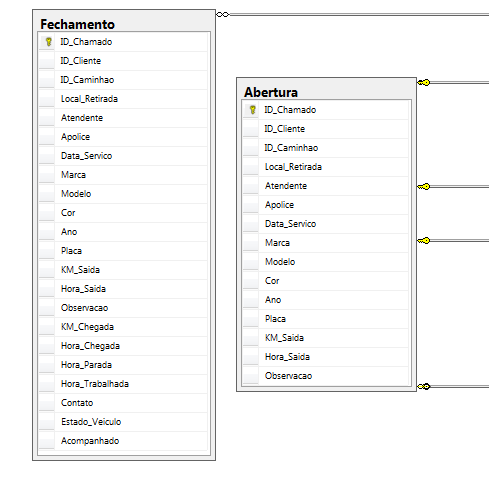 Fechamento
ID_Chamado
ID_Cliente
ID_Caminhao
Local_Retirada
Atendente
Apolice
Data_Servico
Marca
Modelo
Cor
Ano
Placa
KM_Saida
Hora_Saida
Observacao
KM_Chegada
Hora_Chegada
Hora_Parada
Hora_Trabalhada
Contato
Estado_Veiculo
Acompanhado
Abertura
ID_Chamado
ID_Cliente
ID_Caminhao
Local_Retirada
Atendente
Apolice
Data_Servico
Marca
Modelo
Cor
Ano
Placa
KM_Saida
Hora_Saida
Observacao